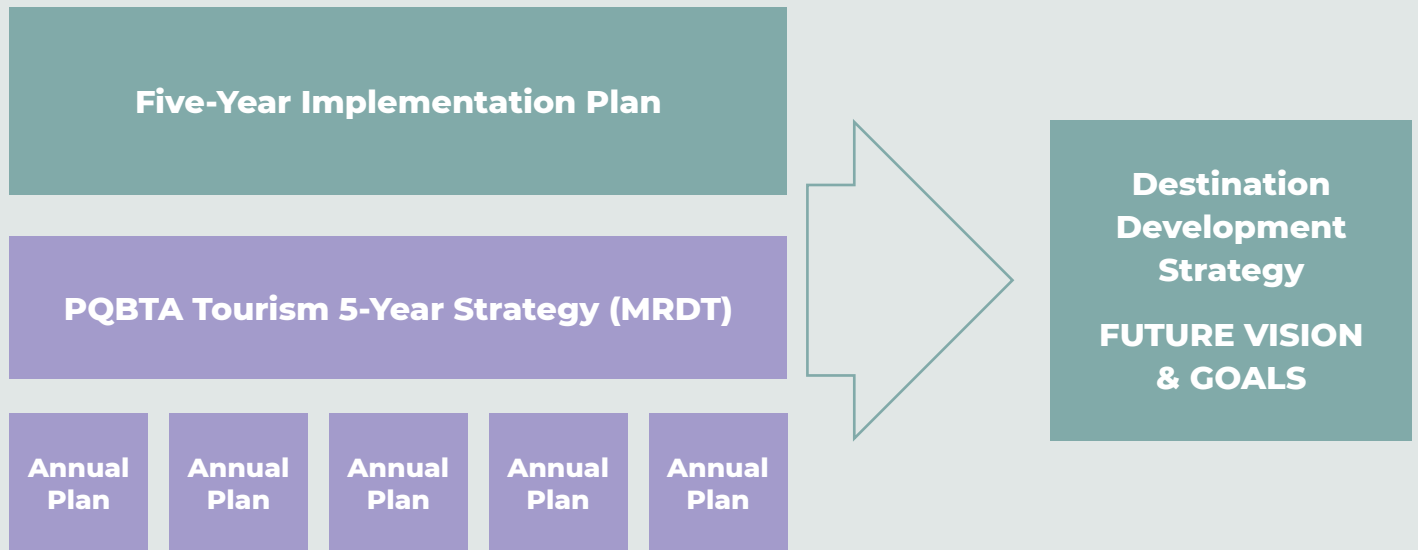 Five-Year Implementation Plan
PQBTA Tourism 5-Year Strategy (MRDT)
Annual
Plan
Annual
Plan
Annual
Plan
Annual
Plan
Annual
Plan
Destination
Development
Strategy
FUTURE VISION
& GOALS